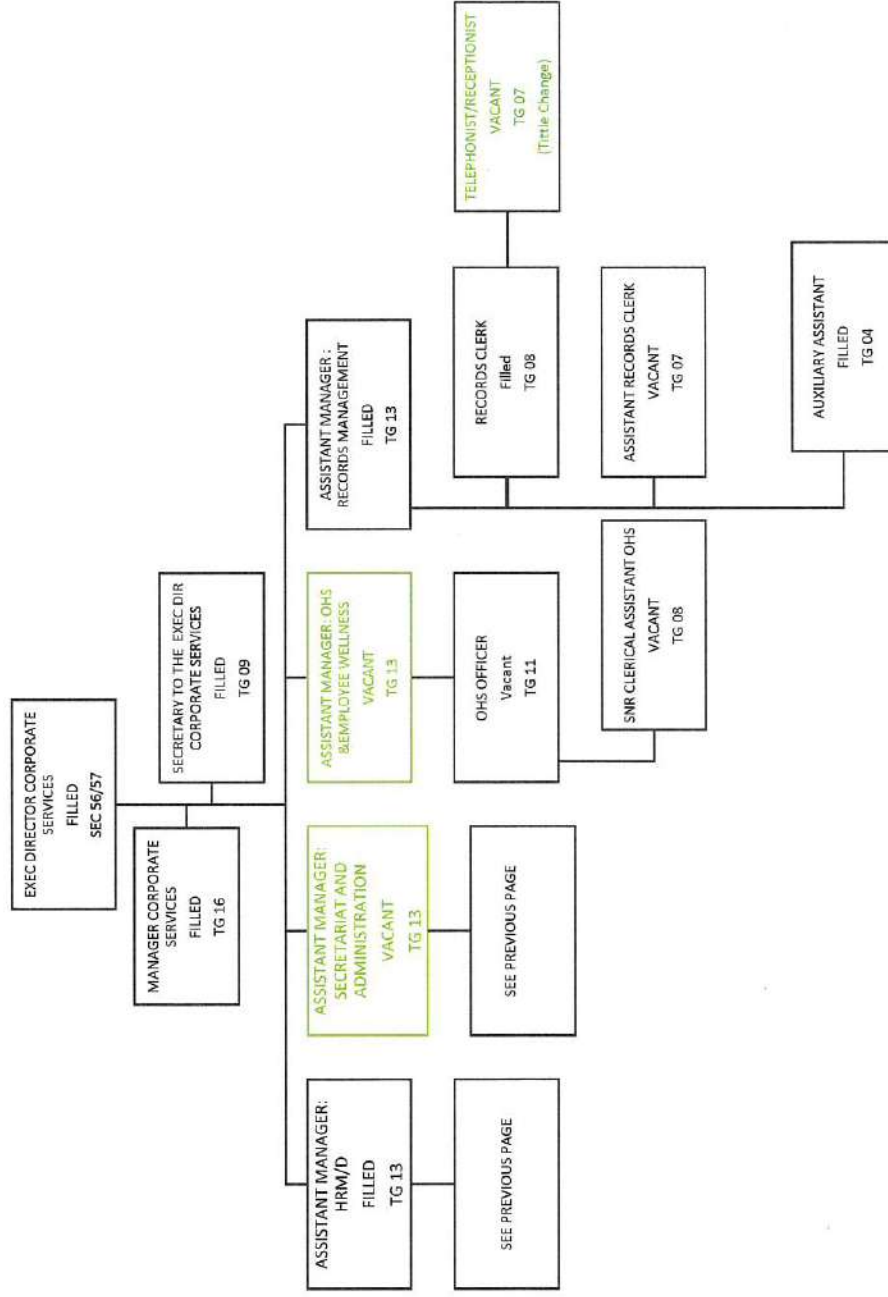 EXEC DIRECTOR CORPORATE
SERVICES
FILLED
SEC 56/57
MANAGER CORPORATE
SERVICES
FILLED
TG 16
SECRETARY TO THE EXEC DIR
CORPORATE SERVICES
FILLED
TG 09
ASSISTANT MANAGER:
HRM/D
FILLED
TG 13
ASSISTANT MANAGER:
SECRETARIAT AND
ADMINISTRATION
VACANT
TG 13
ASSISTANT MANAGER: OHS
&EMPLOYEE WELLNESS
VACANT
TG 13
ASSISTANT MANAGER :
RECORDS MANAGEMENT
FILLED
TG 13
SEE PREVIOUS PAGE
SEE PREVIOUS PAGE
OHS OFFICER
Vacant
TG 11
RECORDS CLERK
Filled
TG 08
TELEPHONIST/RECEPTIONIST
VACANT
TG 07
(Tittle Change)
SNR CLERICAL ASSISTANT OHS
VACANT
TG 08
ASSISTANT RECORDS CLERK
VACANT
TG 07
AUXILIARY ASSISTANT
FILLED
TG 04